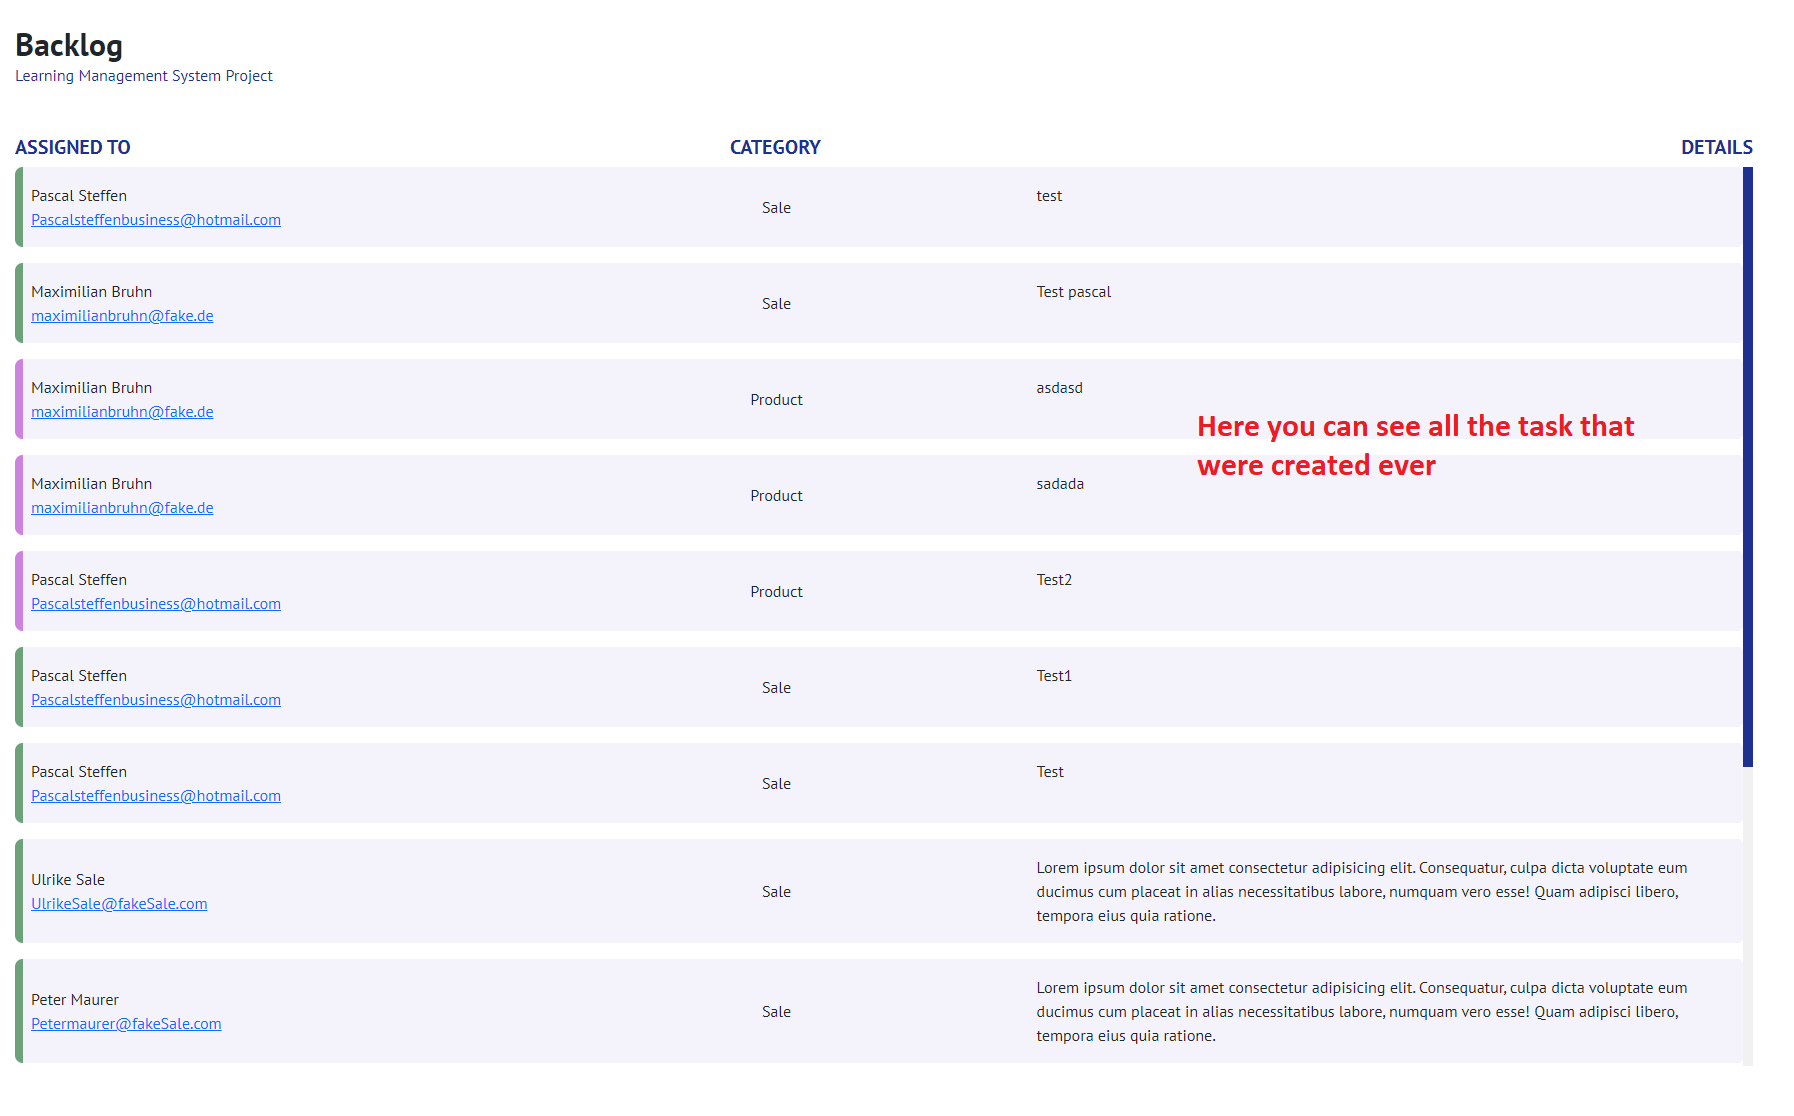 Backlog
Learning Management System Project
ASSIGNED TO CATEGORY DETAILS
Pascal Steffen
Pascalsteffenbusiness@hotmail.com
Sale
test
Maximilian Bruhn
maximilianbruhn@fake.de
Sale
Test pascal
Maximilian Bruhn
maximilianbruhn@fake.de
Product
asdasd
Here you can see all the task that
were created ever
Maximilian Bruhn
maximilianbruhn@fake.de
Product
sadada
Pascal Steffen
Pascalsteffenbusiness@hotmail.com
Product
Test2
Pascal Steffen
Pascalsteffenbusiness@hotmail.com
Sale
Test1
Pascal Steffen
Pascalsteffenbusiness@hotmail.com
Sale
Test
Ulrike Sale
UlrikeSale@fakeSale.com
Sale
Lorem ipsum dolor sit amet consectetur adipisicing elit. Consequatur, culpa dicta voluptate eum
ducimus cum placeat in alias necessitatibus labore, numquam vero esse! Quam adipisci libero,
tempora eius quia ratione.
Peter Maurer
Petermaurer@fakeSale.com
Sale
Lorem ipsum dolor sit amet consectetur adipisicing elit. Consequatur, culpa dicta voluptate eum
ducimus cum placeat in alias necessitatibus labore, numquam vero esse! Quam adipisci libero,
tempora eius quia ratione.